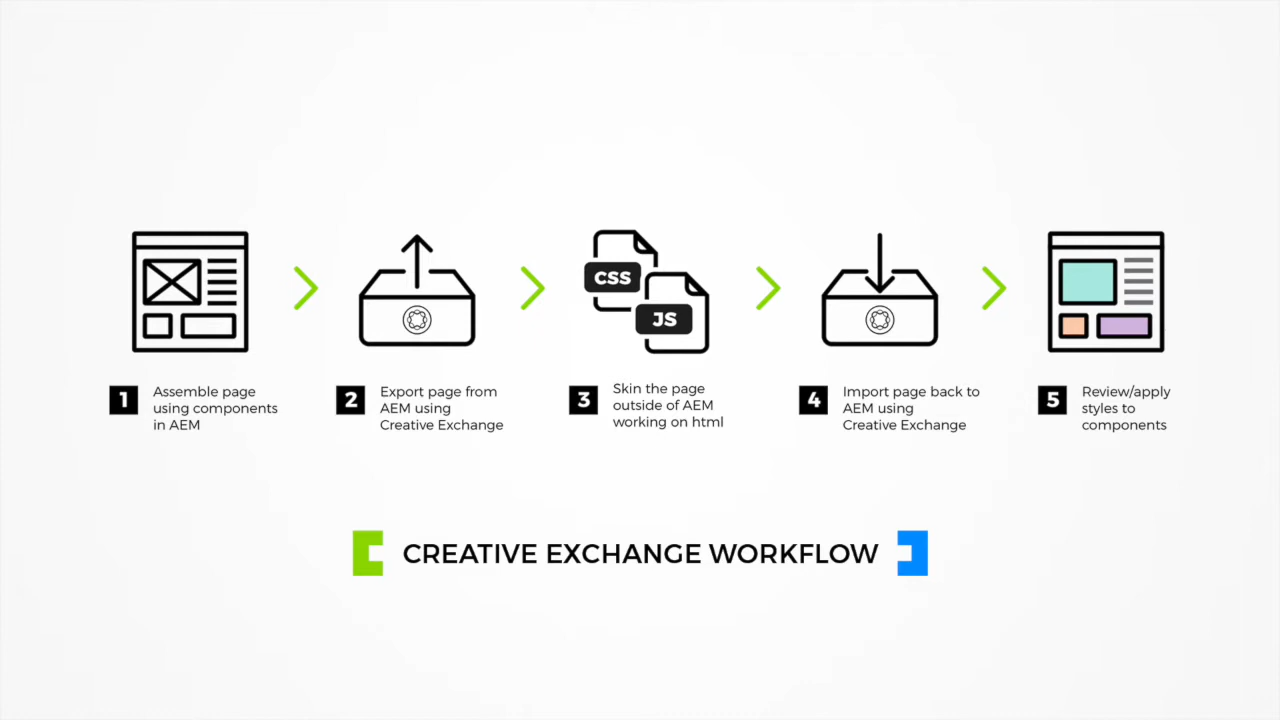 CSS
JS
1
Assemble page
using components
in AEM
2
Export page from
AEM using
Creative Exchange
3
Skin the page
outside of AEM
working on html
4
Import page back to
AEM using
Creative Exchange
5
Review/apply
styles to
components
CREATIVE EXCHANGE WORKFLOW